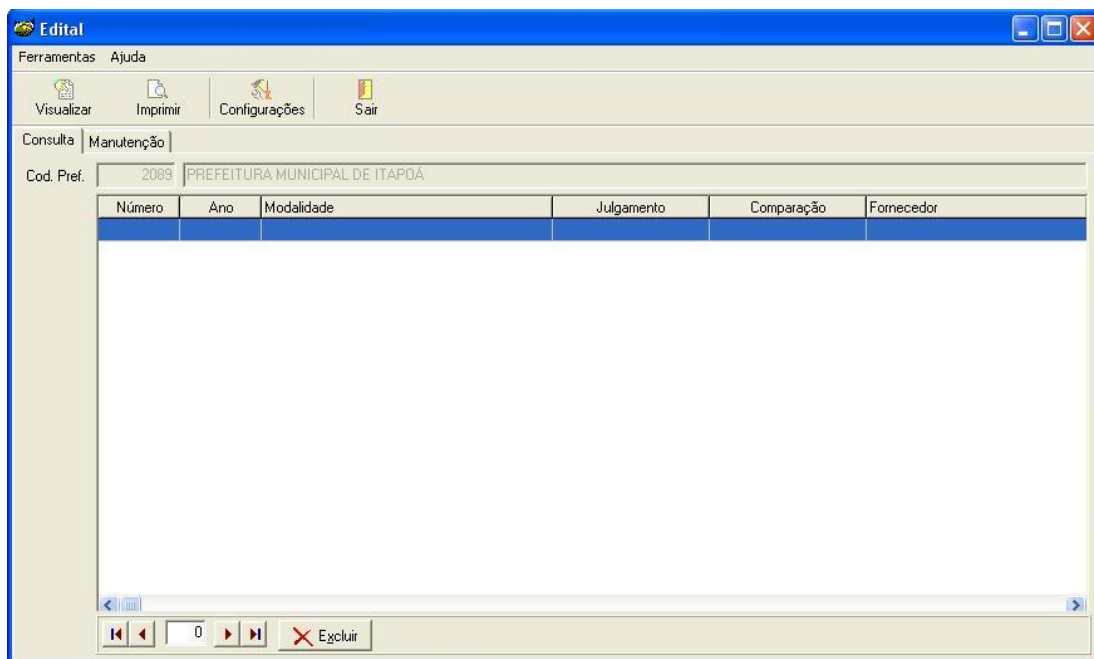 Edital
Ferramentas Ajuda
Visualizar Imprimir Configurações Sair
Consulta Manutenção
Cod. Pref. 2089 PREFEITURA MUNICIPAL DE ITAPOÁ
Número Ano Modalidade Julgamento Comparação Fornecedor
0 Excluir